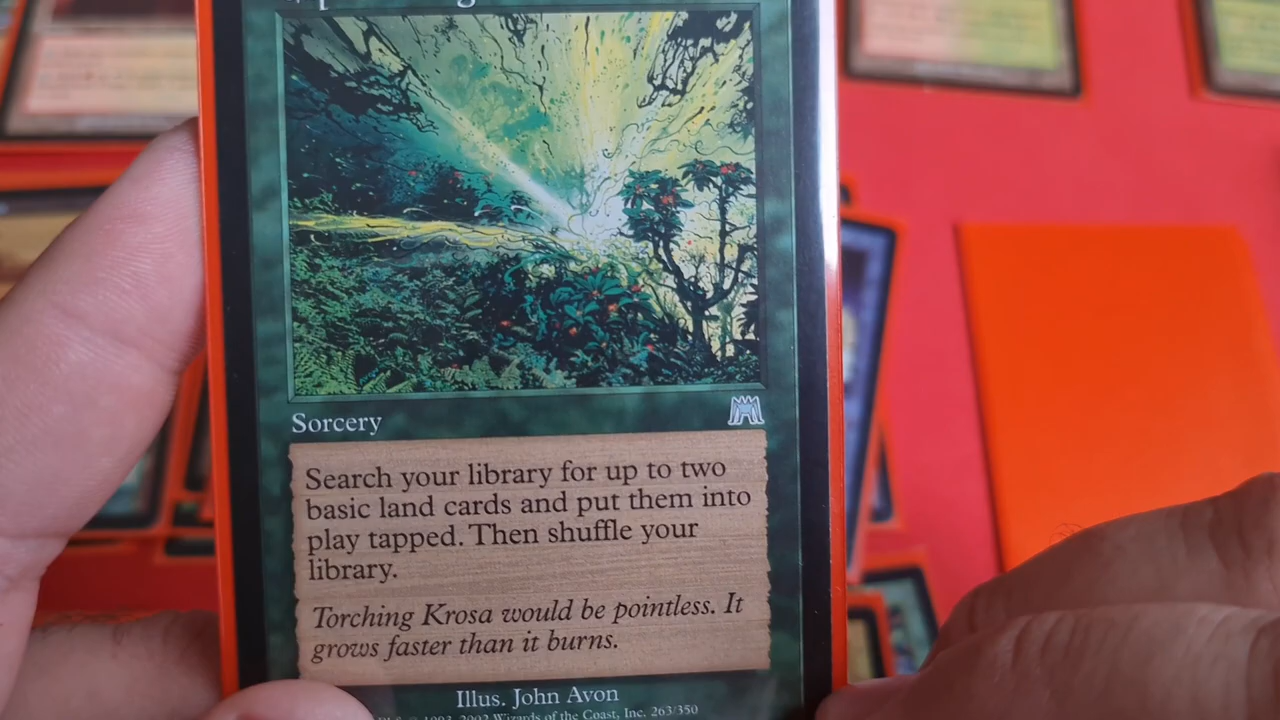 Sorcery
Search your library for up to two
basic land cards and put them into
play tapped. Then shuffle your
library.
Torching Krosa would be pointless. It
grows faster than it burns.
Illus. John Avon
1993-2002 Wizards of the Coast, Inc. 263/350